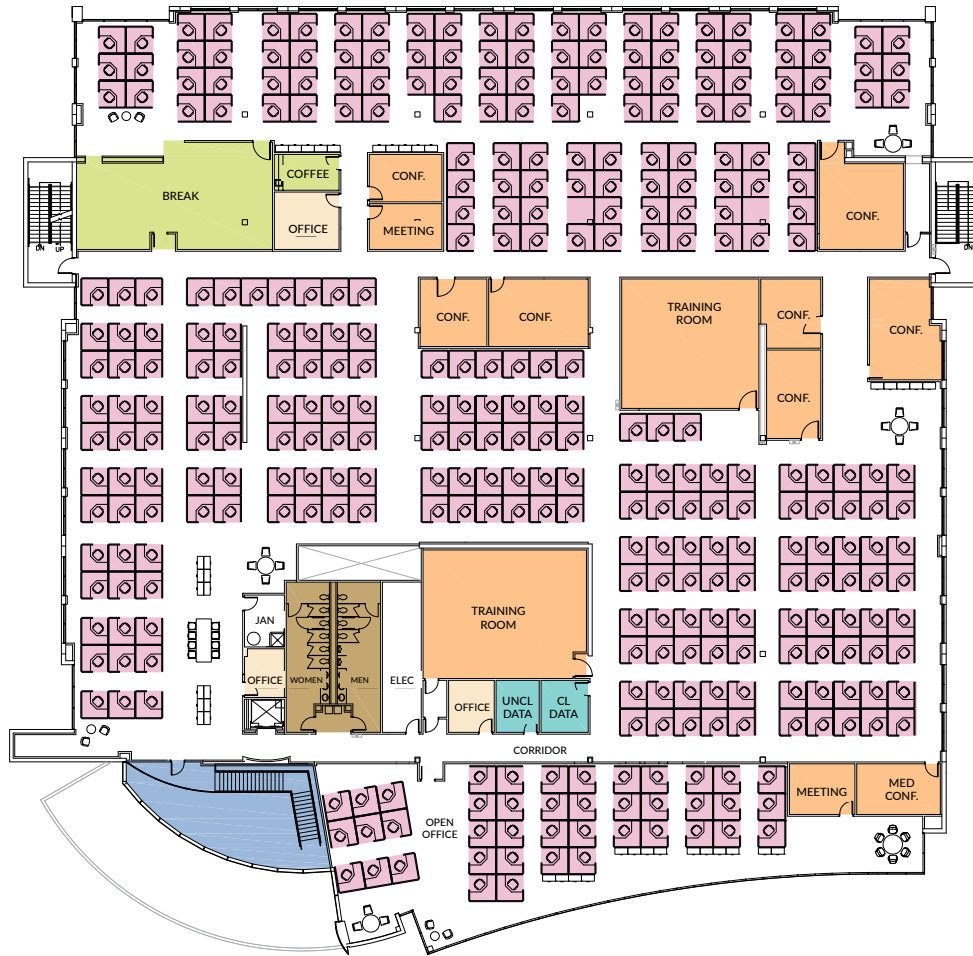 COFFEE
BREAK
CONF.
OFFICE
MEETING
CONF.
DN
UP
DN
CONF.
CONF.
TRAINING
ROOM
CONF.
CONF.
CONF.
TRAINING
ROOM
JAN
OFFICE
WOMEN
MEN
ELEC
OFFICE
UNCL
DATA
CL
DATA
CORRIDOR
MEETING
MED
CONF.
OPEN
OFFICE